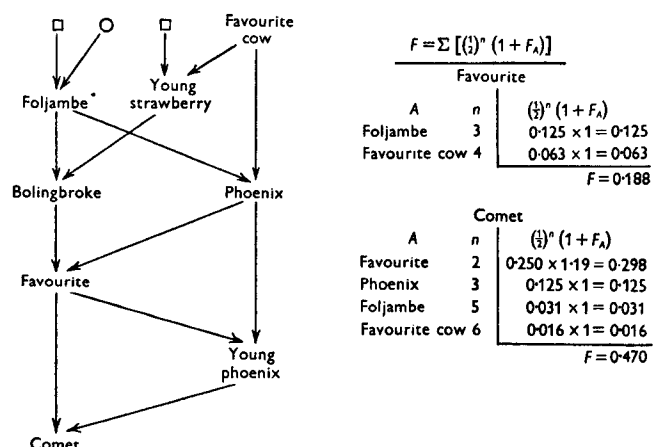 Favourite
cow
Young
strawberry
Foljambe
Bolingbroke
Phoenix
Favourite
Young
phoenix
Comet
F = Σ [(½)ⁿ (1 + F_A)]
Favourite
A n (½)ⁿ (1 + F_A)
Foljambe 3 0·125 × 1 = 0·125
Favourite cow 4 0·063 × 1 = 0·063
F = 0·188
Comet
A n (½)ⁿ (1 + F_A)
Favourite 2 0·250 × 1·19 = 0·298
Phoenix 3 0·125 × 1 = 0·125
Foljambe 5 0·031 × 1 = 0·031
Favourite cow 6 0·016 × 1 = 0·016
F = 0·470